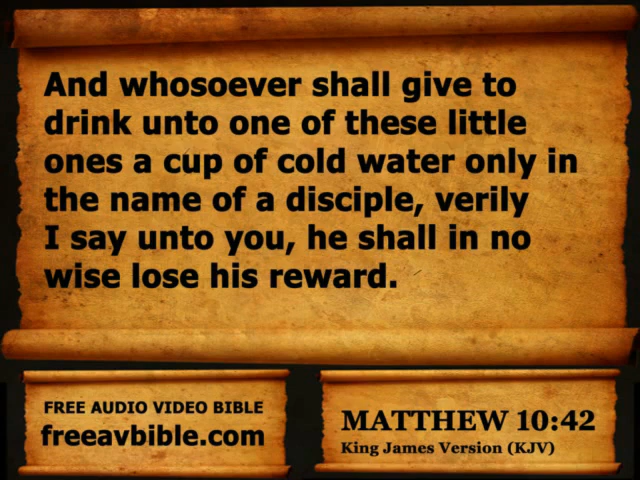 And whosoever shall give to
drink unto one of these little
ones a cup of cold water only in
the name of a disciple, verily
I say unto you, he shall in no
wise lose his reward.
FREE AUDIO VIDEO BIBLE
freeavbible.com
MATTHEW 10:42
King James Version (KJV)